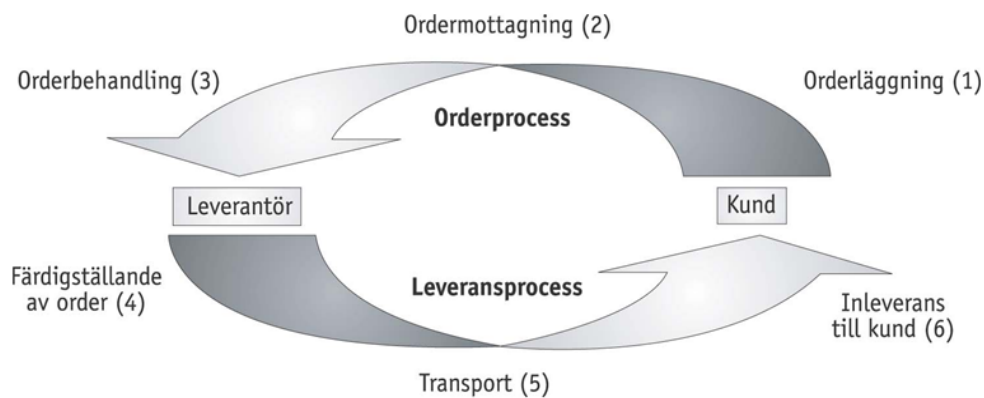 Ordermottagning (2)
Orderbehandling (3)
Orderläggning (1)
Orderprocess
Leverantör
Kund
Färdigställande
av order (4)
Leveransprocess
Inleverans
till kund (6)
Transport (5)